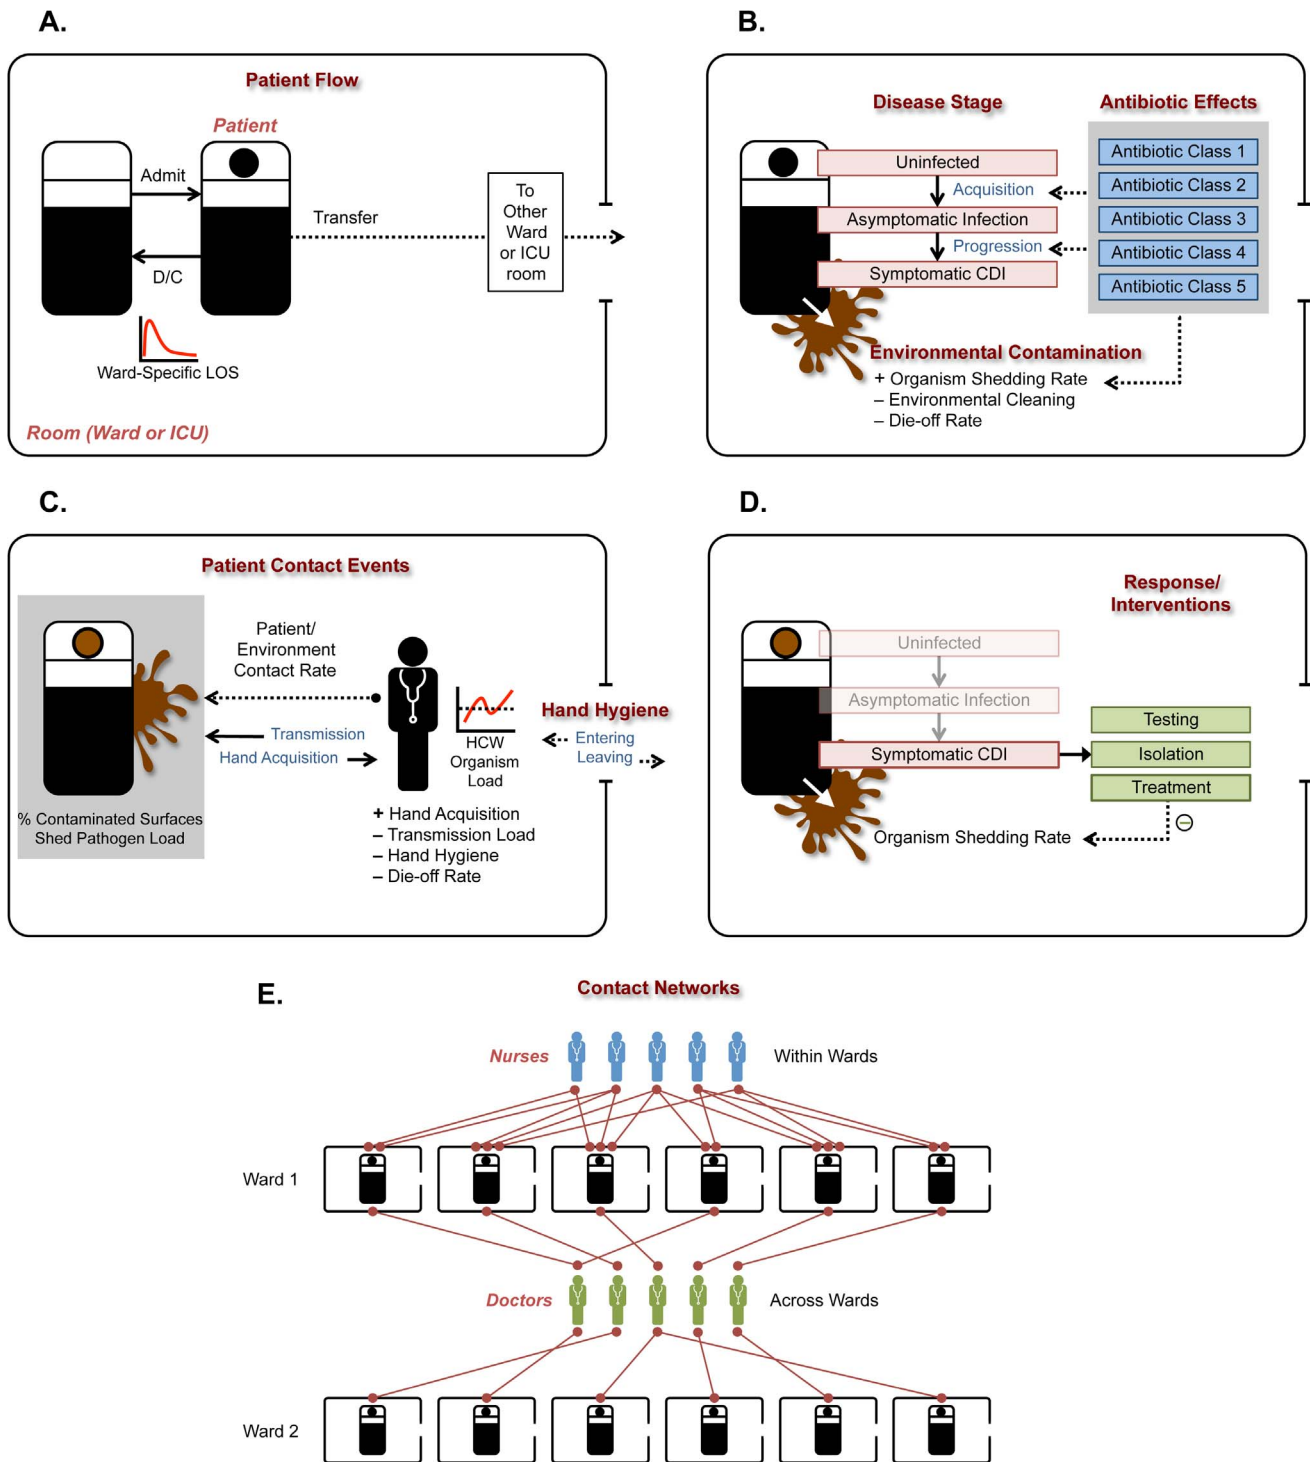 A.
Patient Flow
Patient
Admit
Transfer
D/C
To
Other
Ward
or ICU
room
Ward-Specific LOS
Room (Ward or ICU)
B.
Disease Stage
Antibiotic Effects
Uninfected
Acquisition
Asymptomatic Infection
Progression
Symptomatic CDI
Antibiotic Class 1
Antibiotic Class 2
Antibiotic Class 3
Antibiotic Class 4
Antibiotic Class 5
Environmental Contamination
+ Organism Shedding Rate
– Environmental Cleaning
– Die-off Rate
C.
Patient Contact Events
Patient/
Environment
Contact Rate
Transmission
Hand Acquisition
% Contaminated Surfaces
Shed Pathogen Load
HCW
Organism
Load
+ Hand Acquisition
– Transmission Load
– Hand Hygiene
– Die-off Rate
Hand Hygiene
Entering
Leaving
D.
Response/
Interventions
Uninfected
Asymptomatic Infection
Symptomatic CDI
Testing
Isolation
Treatment
Organism Shedding Rate
–
E.
Contact Networks
Nurses
Within Wards
Ward 1
Doctors
Across Wards
Ward 2